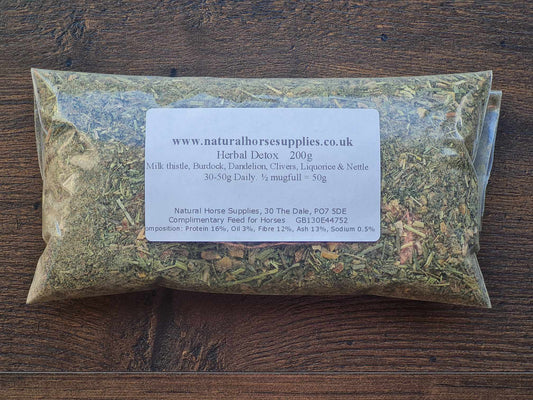 www.naturalhorsesupplies.co.uk
Herbal Detox 200g
Milk thistle, Burdock, Dandelion, Clivers, Liquorice & Nettle
30-50g Daily. ½ mugfull = 50g
Natural Horse Supplies, 30 The Dale, PO7 5DE
Complimentary Feed for Horses GB130E44752
omposition: Protein 16%, Oil 3%, Fibre 12%, Ash 13%, Sodium 0.5%